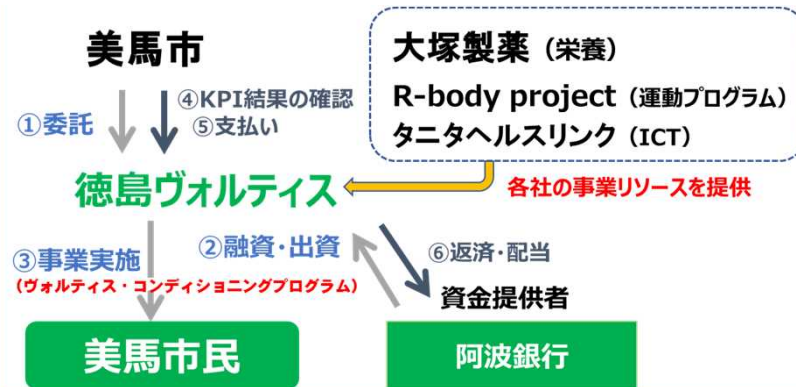 美馬市
大塚製薬（栄養）
R-body project（運動プログラム）
タニタヘルスリンク（ICT）
①委託
④KPI結果の確認
⑤支払い
徳島ヴォルティス
各社の事業リソースを提供
③事業実施
（ヴォルティス・コンディショニングプログラム）
②融資・出資
⑥返済・配当
資金提供者
美馬市民
阿波銀行